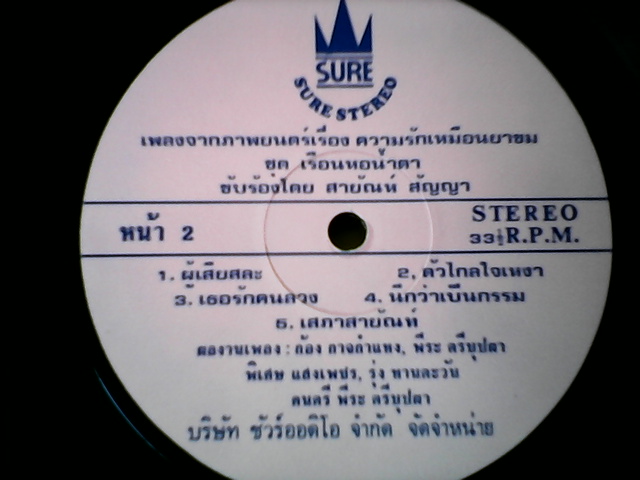 SURE
SURE STEREO
เพลงจากภาพยนตร์เรื่อง ความรักเหมือนยาขม
ชุด เรือนหอน้ำตา
ขับร้องโดย สายัณห์ สัญญา
หน้า 2
STEREO
33⅓ R.P.M.
1. ผู้เสียสละ 2, ตัวไกลใจเหงา
3. เธอรักคนลวง 4. นึกว่าเป็นกรรม
5. เสภาสายัณห์
ผลงานเพลง : ก้อง กาจกำแหง, พีระ ตรีบุปผา
พิเศษ แสงเพชร, รุ่ง ทานตะวัน
ดนตรี พีระ ตรีบุปผา
บริษัท ชัวร์ออดิโอ จำกัด จัดจำหน่าย